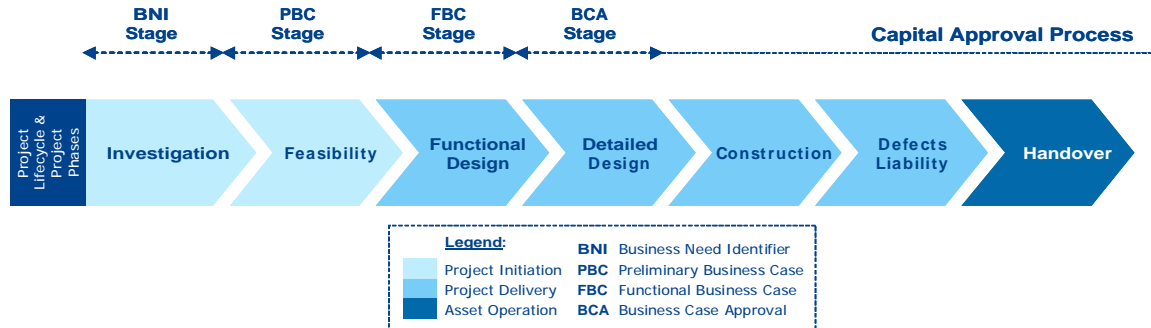 BNI
Stage
PBC
Stage
FBC
Stage
BCA
Stage
Capital Approval Process
Project
Lifecycle &
Project
Phases
Investigation
Feasibility
Functional
Design
Detailed
Design
Construction
Defects
Liability
Handover
Legend:
Project Initiation
Project Delivery
Asset Operation
BNI Business Need Identifier
PBC Preliminary Business Case
FBC Functional Business Case
BCA Business Case Approval